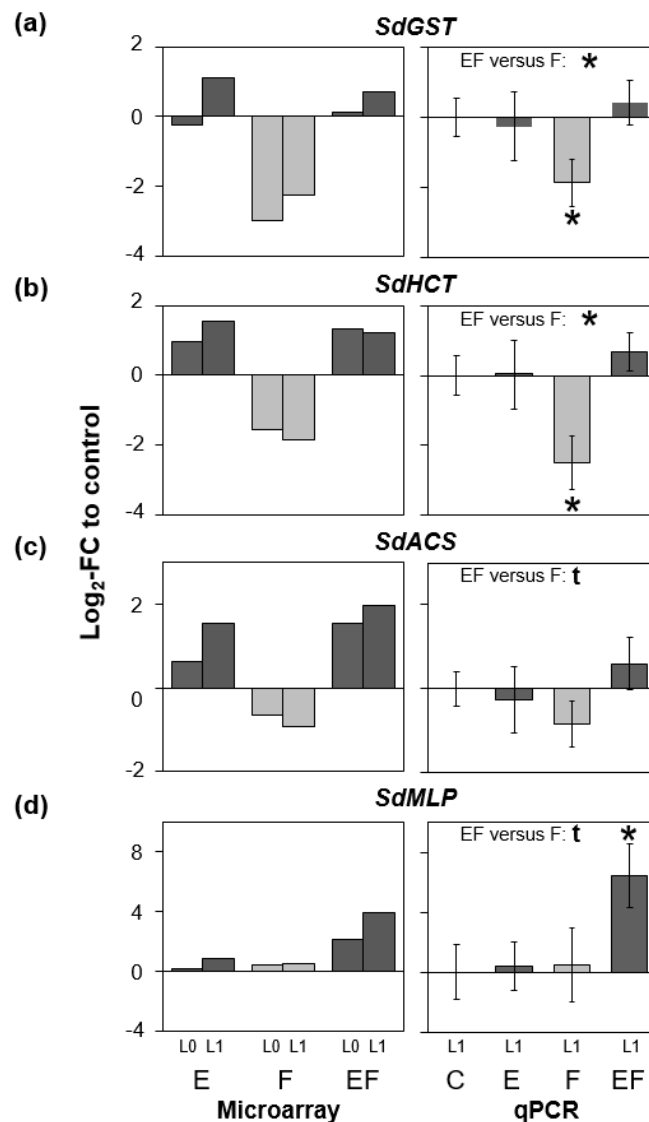 (a) SdGST
2
0
-2
-4
EF versus F: *
*
(b) SdHCT
2
0
-2
-4
EF versus F: *
*
(c) SdACS
2
0
-2
EF versus F: t
(d) SdMLP
8
4
0
-4
EF versus F: t *
Log₂-FC to control
L0 L1 L0 L1 L0 L1 L1 L1 L1 L1
E F EF C E F EF
Microarray qPCR